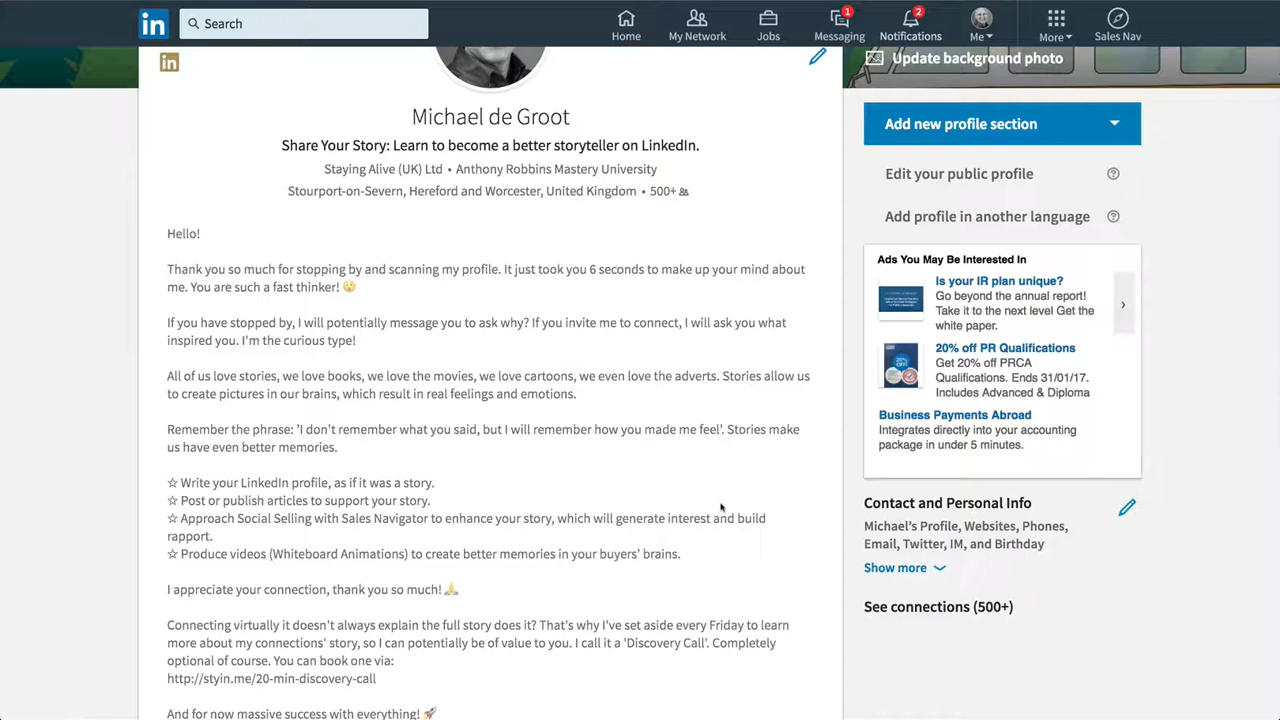 in
Search
Home
My Network
Jobs
1
Messaging
2
Notifications
Me
More
Sales Nav
in
Update background photo
Michael de Groot
Share Your Story: Learn to become a better storyteller on LinkedIn.
Staying Alive (UK) Ltd • Anthony Robbins Mastery University
Stourport-on-Severn, Hereford and Worcester, United Kingdom • 500+
Hello!
Thank you so much for stopping by and scanning my profile. It just took you 6 seconds to make up your mind about
me. You are such a fast thinker! 🙄
If you have stopped by, I will potentially message you to ask why? If you invite me to connect, I will ask you what
inspired you. I'm the curious type!
All of us love stories, we love books, we love the movies, we love cartoons, we even love the adverts. Stories allow us
to create pictures in our brains, which result in real feelings and emotions.
Remember the phrase: 'I don't remember what you said, but I will remember how you made me feel'. Stories make
us have even better memories.
☆ Write your LinkedIn profile, as if it was a story.
☆ Post or publish articles to support your story.
☆ Approach Social Selling with Sales Navigator to enhance your story, which will generate interest and build
rapport.
☆ Produce videos (Whiteboard Animations) to create better memories in your buyers' brains.
I appreciate your connection, thank you so much! 🙏
Connecting virtually it doesn't always explain the full story does it? That's why I've set aside every Friday to learn
more about my connections' story, so I can potentially be of value to you. I call it a 'Discovery Call'. Completely
optional of course. You can book one via:
http://styin.me/20-min-discovery-call
And for now massive success with everything! 🚀
Add new profile section
Edit your public profile
Add profile in another language
Ads You May Be Interested In
Is your IR plan unique?
Go beyond the annual report!
Take it to the next level Get the
white paper.
20% off PR Qualifications
Get 20% off PRCA
Qualifications. Ends 31/01/17.
Includes Advanced & Diploma
Business Payments Abroad
Integrates directly into your accounting
package in under 5 minutes.
Contact and Personal Info
Michael's Profile, Websites, Phones,
Email, Twitter, IM, and Birthday
Show more
See connections (500+)